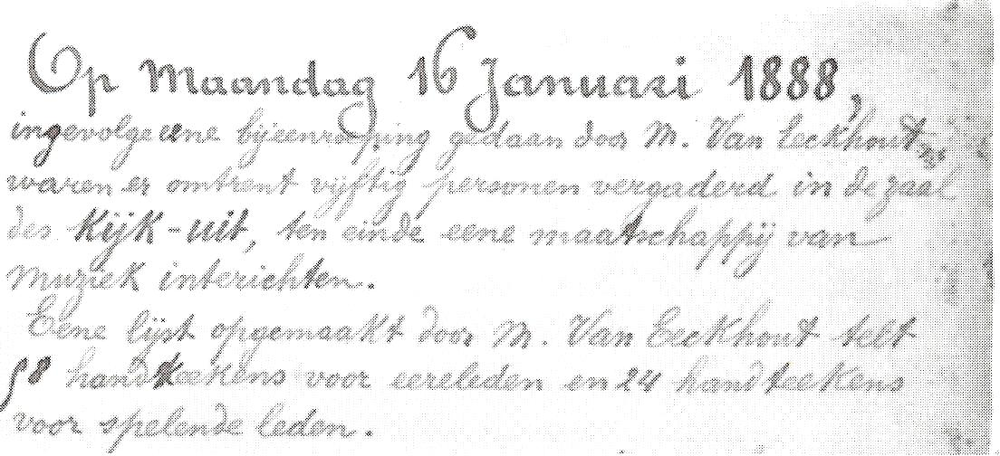 Op Maandag 16 Januari 1888,
ingevolge eene bijeenroeping gedaan door M. Van Eeckhout
waren er omtrent vijftig personen vergaderd in de zaal
des Kijk-uit, ten einde eene maatschappij van
muziek interichten.
Eene lijst opgemaakt door M. Van Eeckhout telt
58 handteekens voor eereleden en 24 handteekens
voor spelende leden.